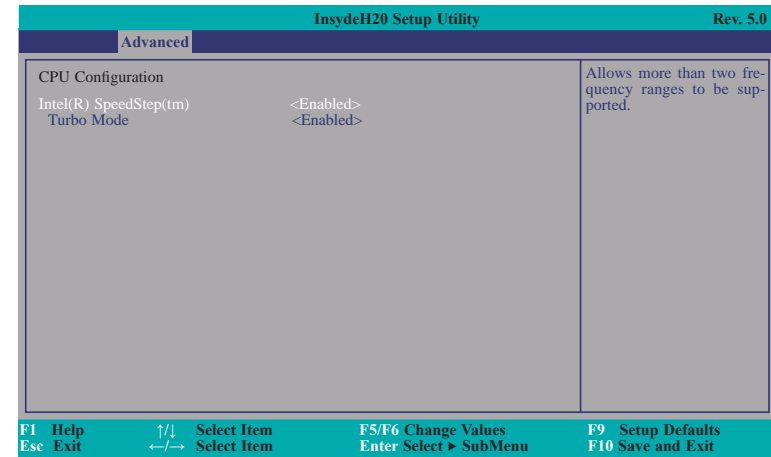 InsydeH20 Setup Utility Rev. 5.0
Advanced
CPU Configuration
Intel(R) SpeedStep(tm) <Enabled>
Turbo Mode <Enabled>
Allows more than two fre-
quency ranges to be sup-
ported.
F1 Help ↑/↓ Select Item F5/F6 Change Values F9 Setup Defaults
Esc Exit ←/→ Select Item Enter Select ▶ SubMenu F10 Save and Exit